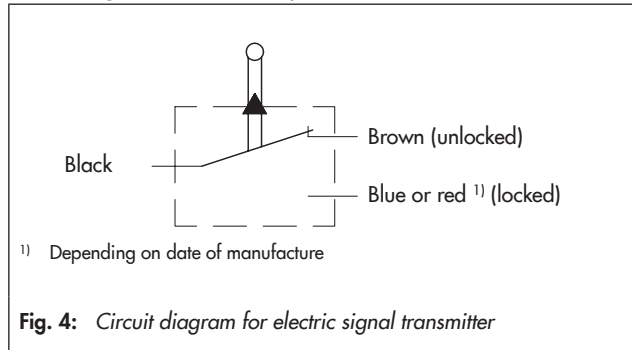 Black
Brown (unlocked)
Blue or red 1) (locked)
1) Depending on date of manufacture
Fig. 4: Circuit diagram for electric signal transmitter